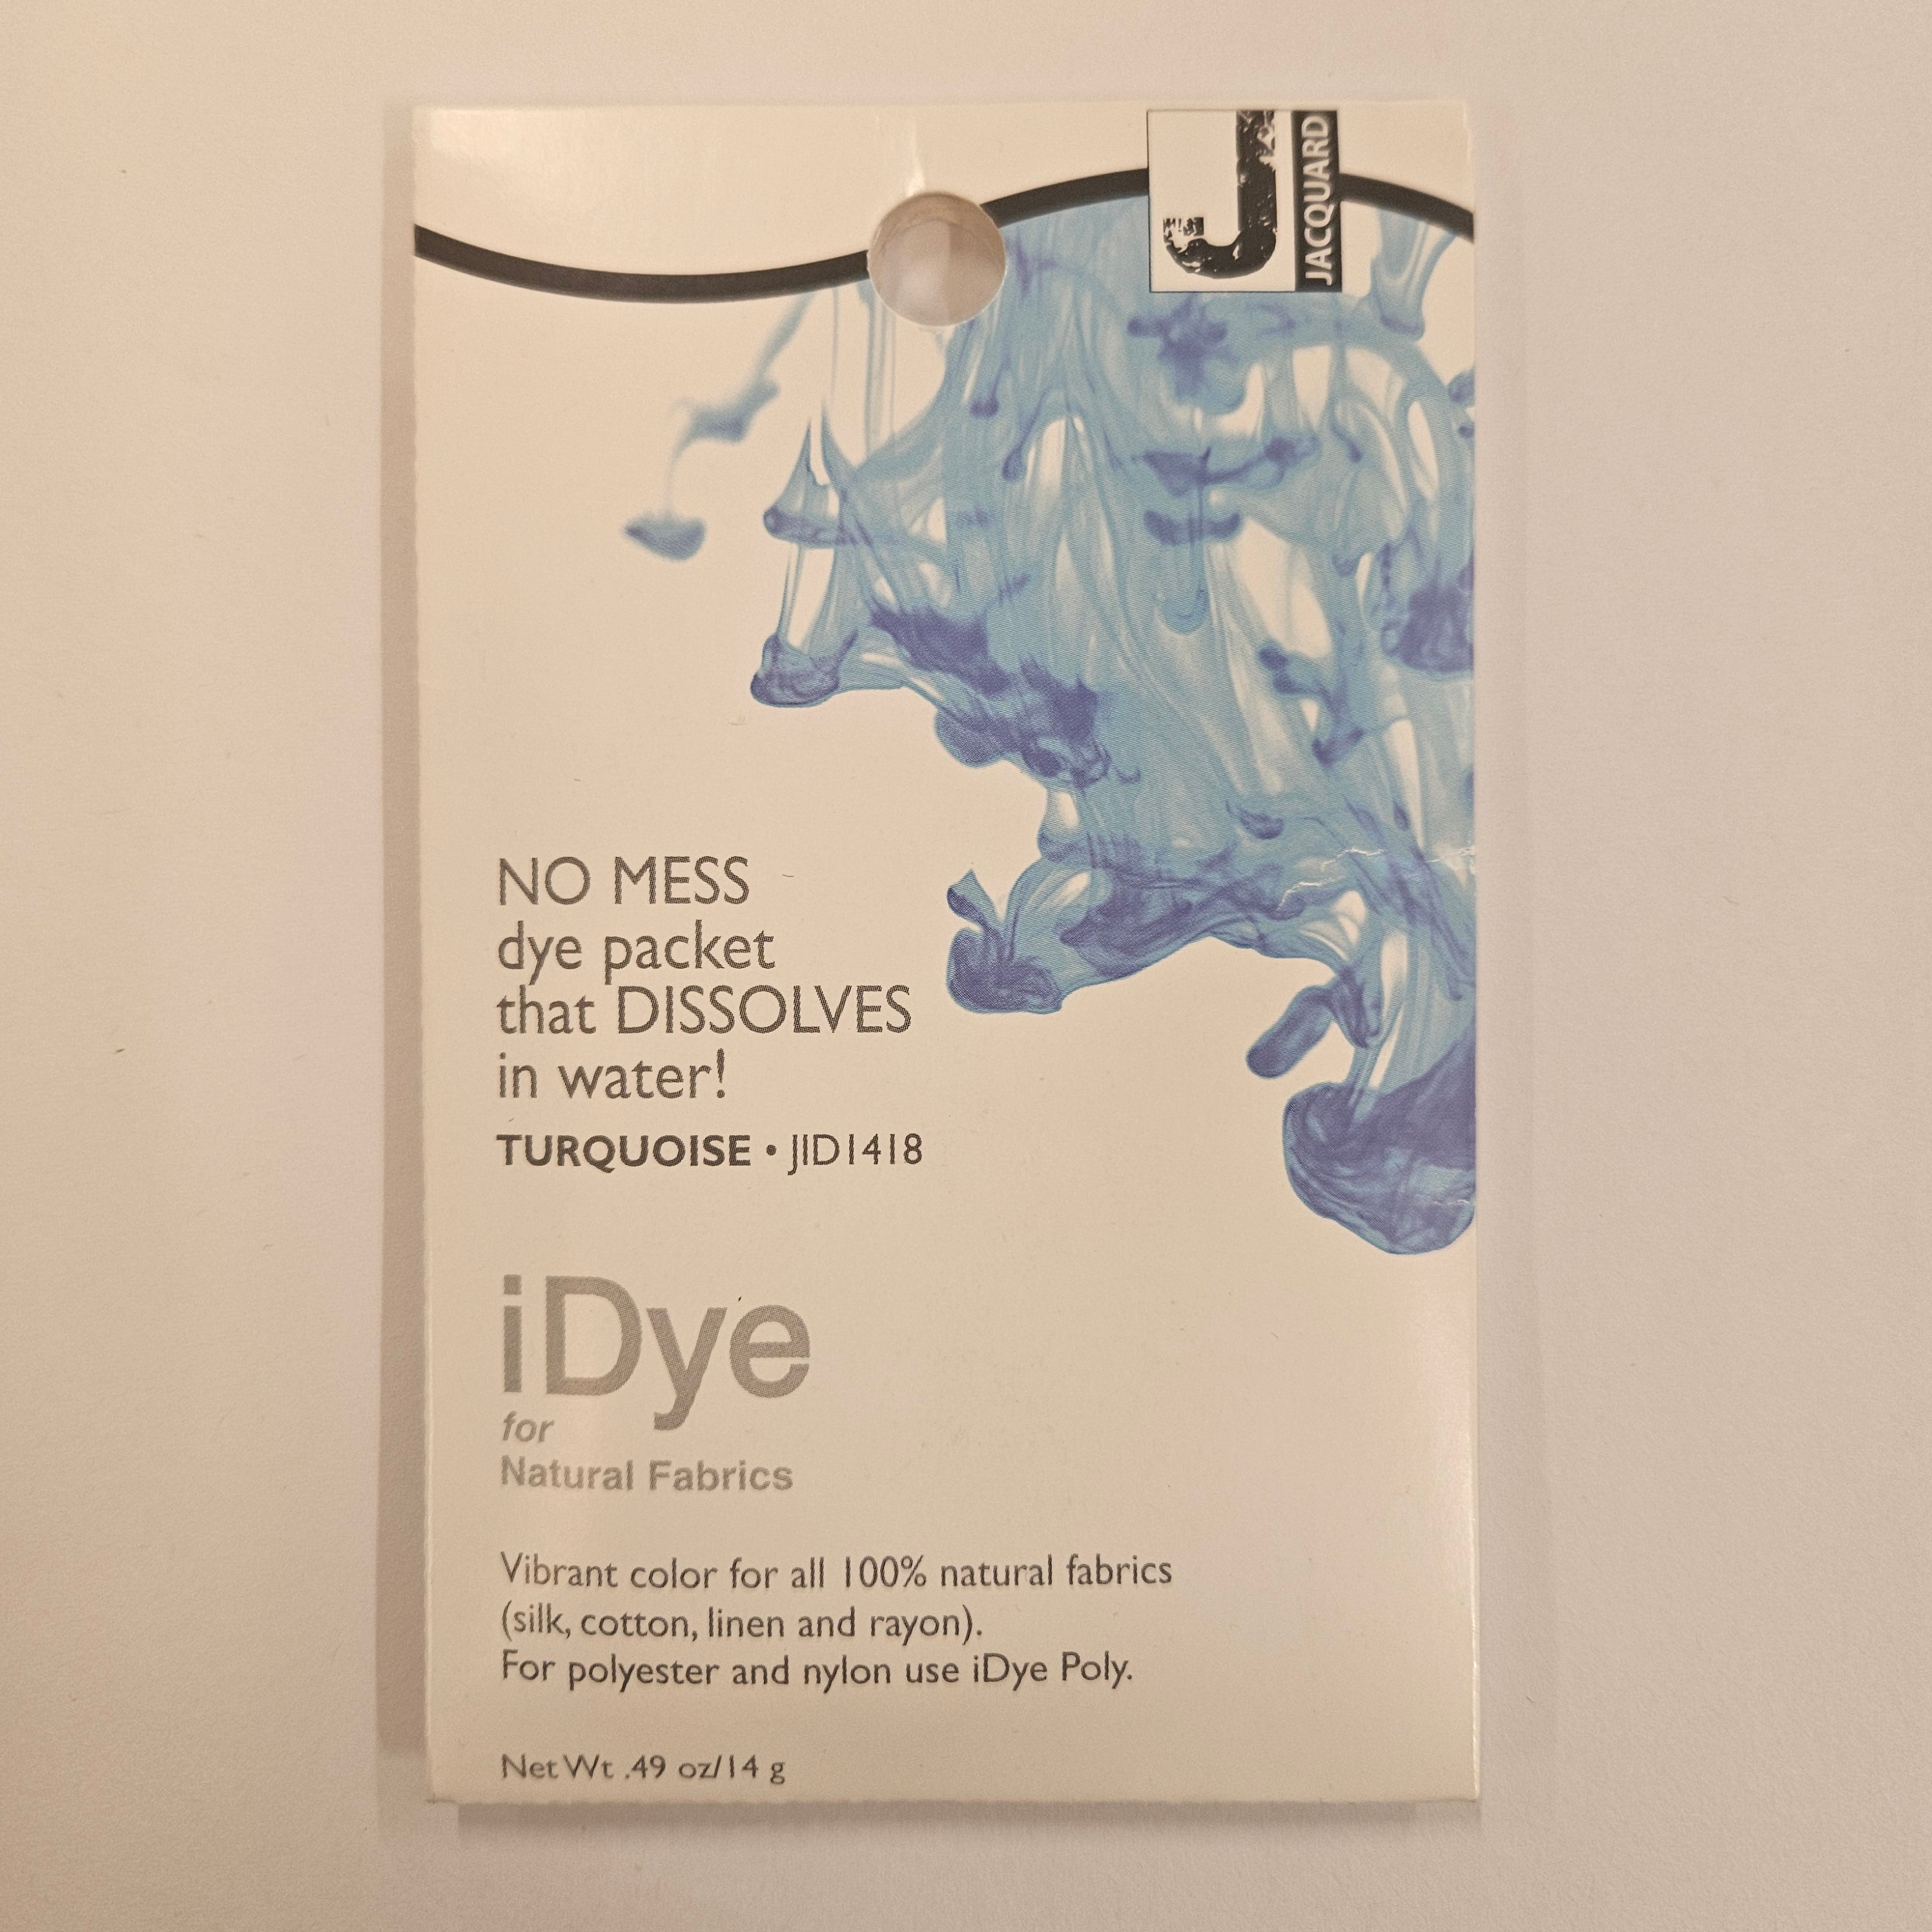 J
JACQUARD
NO MESS
dye packet
that DISSOLVES
in water!
TURQUOISE • JID1418
iDye
for
Natural Fabrics
Vibrant color for all 100% natural fabrics
(silk, cotton, linen and rayon).
For polyester and nylon use iDye Poly.
Net Wt .49 oz/14 g